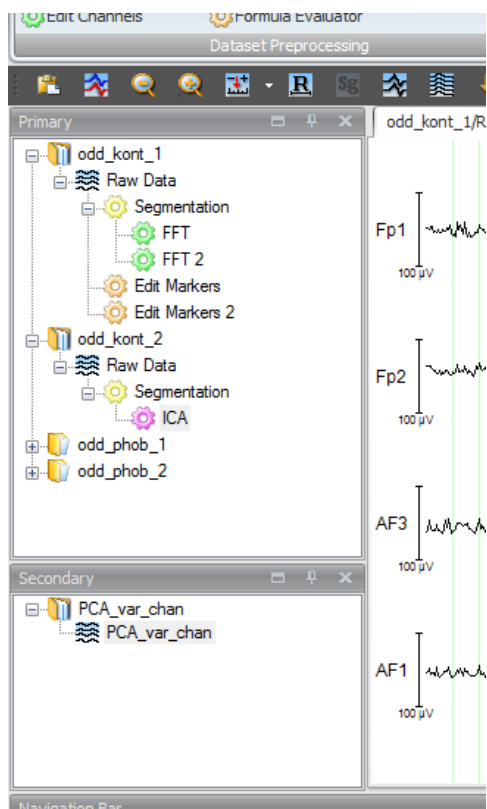 Edit Channels Formula Evaluator
Dataset Preprocessing
R Sg
Primary
odd_kont_1/R
odd_kont_1
Raw Data
Segmentation
FFT
FFT 2
Edit Markers
Edit Markers 2
odd_kont_2
Raw Data
Segmentation
ICA
odd_phob_1
odd_phob_2
Fp1
100 µV
Fp2
100 µV
AF3
100 µV
Secondary
PCA_var_chan
PCA_var_chan
AF1
100 µV
Navigation Bar